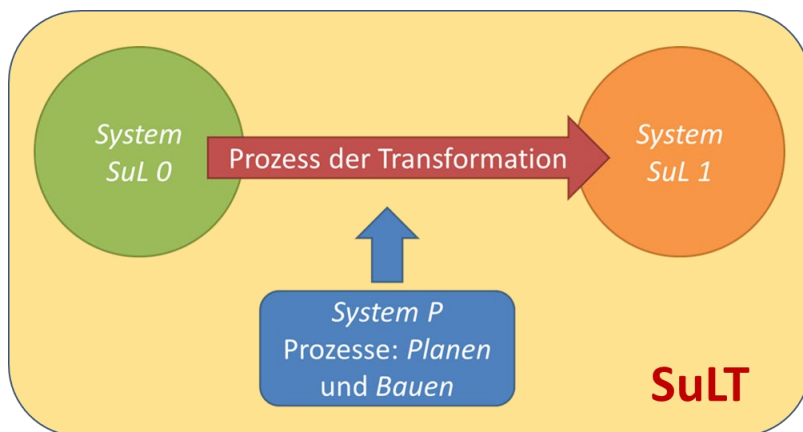 System
SuL 0
Prozess der Transformation
System
SuL 1
System P
Prozesse: Planen
und Bauen
SuLT